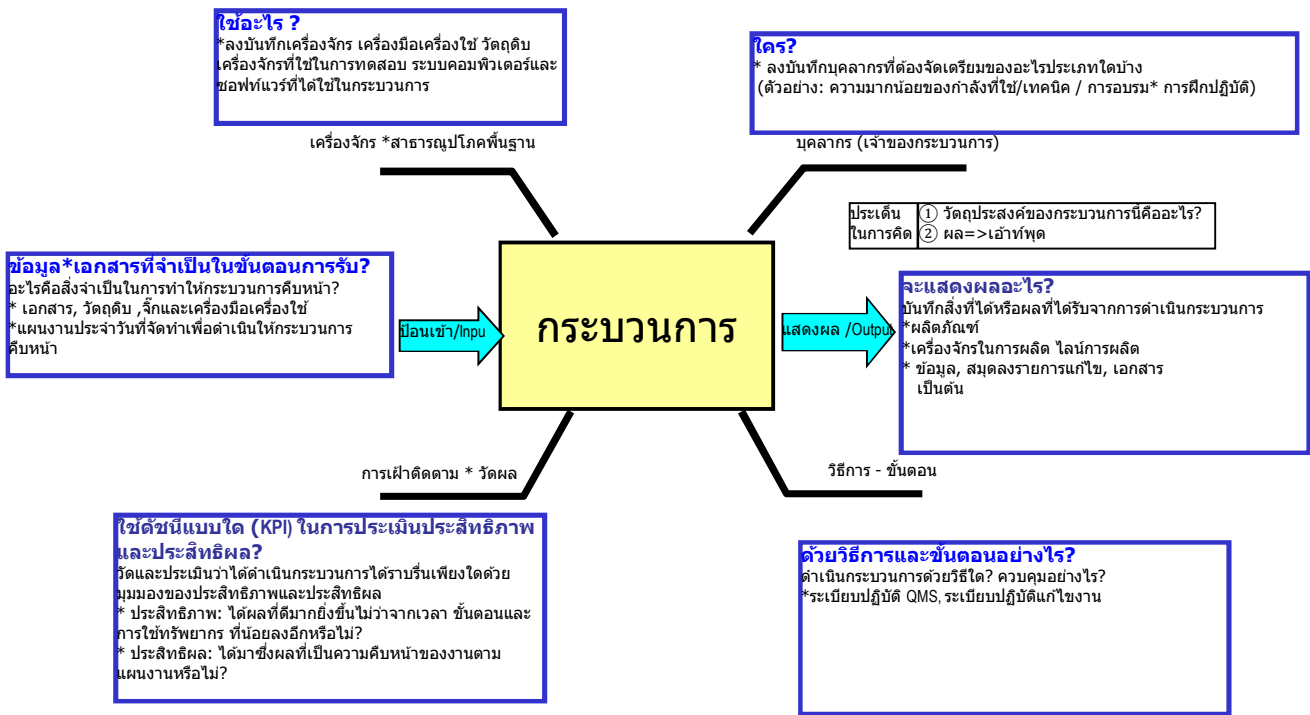 ใช้อะไร ?
*ลงบันทึกเครื่องจักร เครื่องมือเครื่องใช้ วัตถุดิบ
เครื่องจักรที่ใช้ในการทดสอบ ระบบคอมพิวเตอร์และ
ซอฟท์แวร์ที่ได้ใช้ในกระบวนการ
เครื่องจักร *สาธารณูปโภคพื้นฐาน
ใคร?
* ลงบันทึกบุคลากรที่ต้องจัดเตรียมของอะไรประเภทใดบ้าง
(ตัวอย่าง: ความมากน้อยของกำลังที่ใช้/เทคนิค / การอบรม* การฝึกปฏิบัติ)
บุคลากร (เจ้าของกระบวนการ)
ประเด็น ① วัตถุประสงค์ของกระบวนการนี้คืออะไร?
ในการคิด ② ผล=>เอ้าท์พุด
ข้อมูล*เอกสารที่จำเป็นในขั้นตอนการรับ?
อะไรคือสิ่งจำเป็นในการทำให้กระบวนการคืบหน้า?
* เอกสาร, วัตถุดิบ ,จิ๊กและเครื่องมือเครื่องใช้
*แผนงานประจำวันที่จัดทำเพื่อดำเนินให้กระบวนการ
คืบหน้า
ป้อนเข้า/Inpu
กระบวนการ
แสดงผล /Output
จะแสดงผลอะไร?
บันทึกสิ่งที่ได้หรือผลที่ได้รับจากการดำเนินกระบวนการ
*ผลิตภัณฑ์
*เครื่องจักรในการผลิต ไลน์การผลิต
* ข้อมูล, สมุดลงรายการแก้ไข, เอกสาร
เป็นต้น
การเฝ้าติดตาม * วัดผล
ใช้ดัชนีแบบใด (KPI) ในการประเมินประสิทธิภาพ
และประสิทธิผล?
วัดและประเมินว่าได้ดำเนินกระบวนการได้ราบรื่นเพียงใดด้วย
มุมมองของประสิทธิภาพและประสิทธิผล
* ประสิทธิภาพ: ได้ผลที่ดีมากยิ่งขึ้นไม่ว่าจากเวลา ขั้นตอนและ
การใช้ทรัพยากร ที่น้อยลงอีกหรือไม่?
* ประสิทธิผล: ได้มาซึ่งผลที่เป็นความคืบหน้าของงานตาม
แผนงานหรือไม่?
วิธีการ - ขั้นตอน
ด้วยวิธีการและขั้นตอนอย่างไร?
ดำเนินกระบวนการด้วยวิธีใด? ควบคุมอย่างไร?
*ระเบียบปฏิบัติ QMS, ระเบียบปฏิบัติแก้ไขงาน